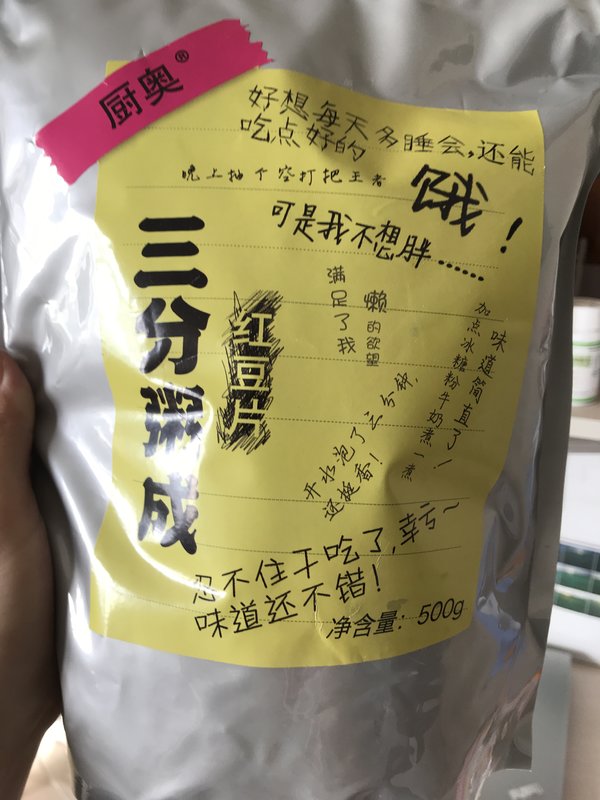 厨奥®
好想每天多睡会,还能
吃点好的
晚上抽个空打把王者
饿!
可是我不想胖……
三分粥成
红豆片
满足了我
懒的欲望
味道简直了!
加点冰糖粉牛奶煮一煮
开水泡了三分钟,
还挺香!
忍不住干吃了,幸亏~
味道还不错!
净含量: 500g